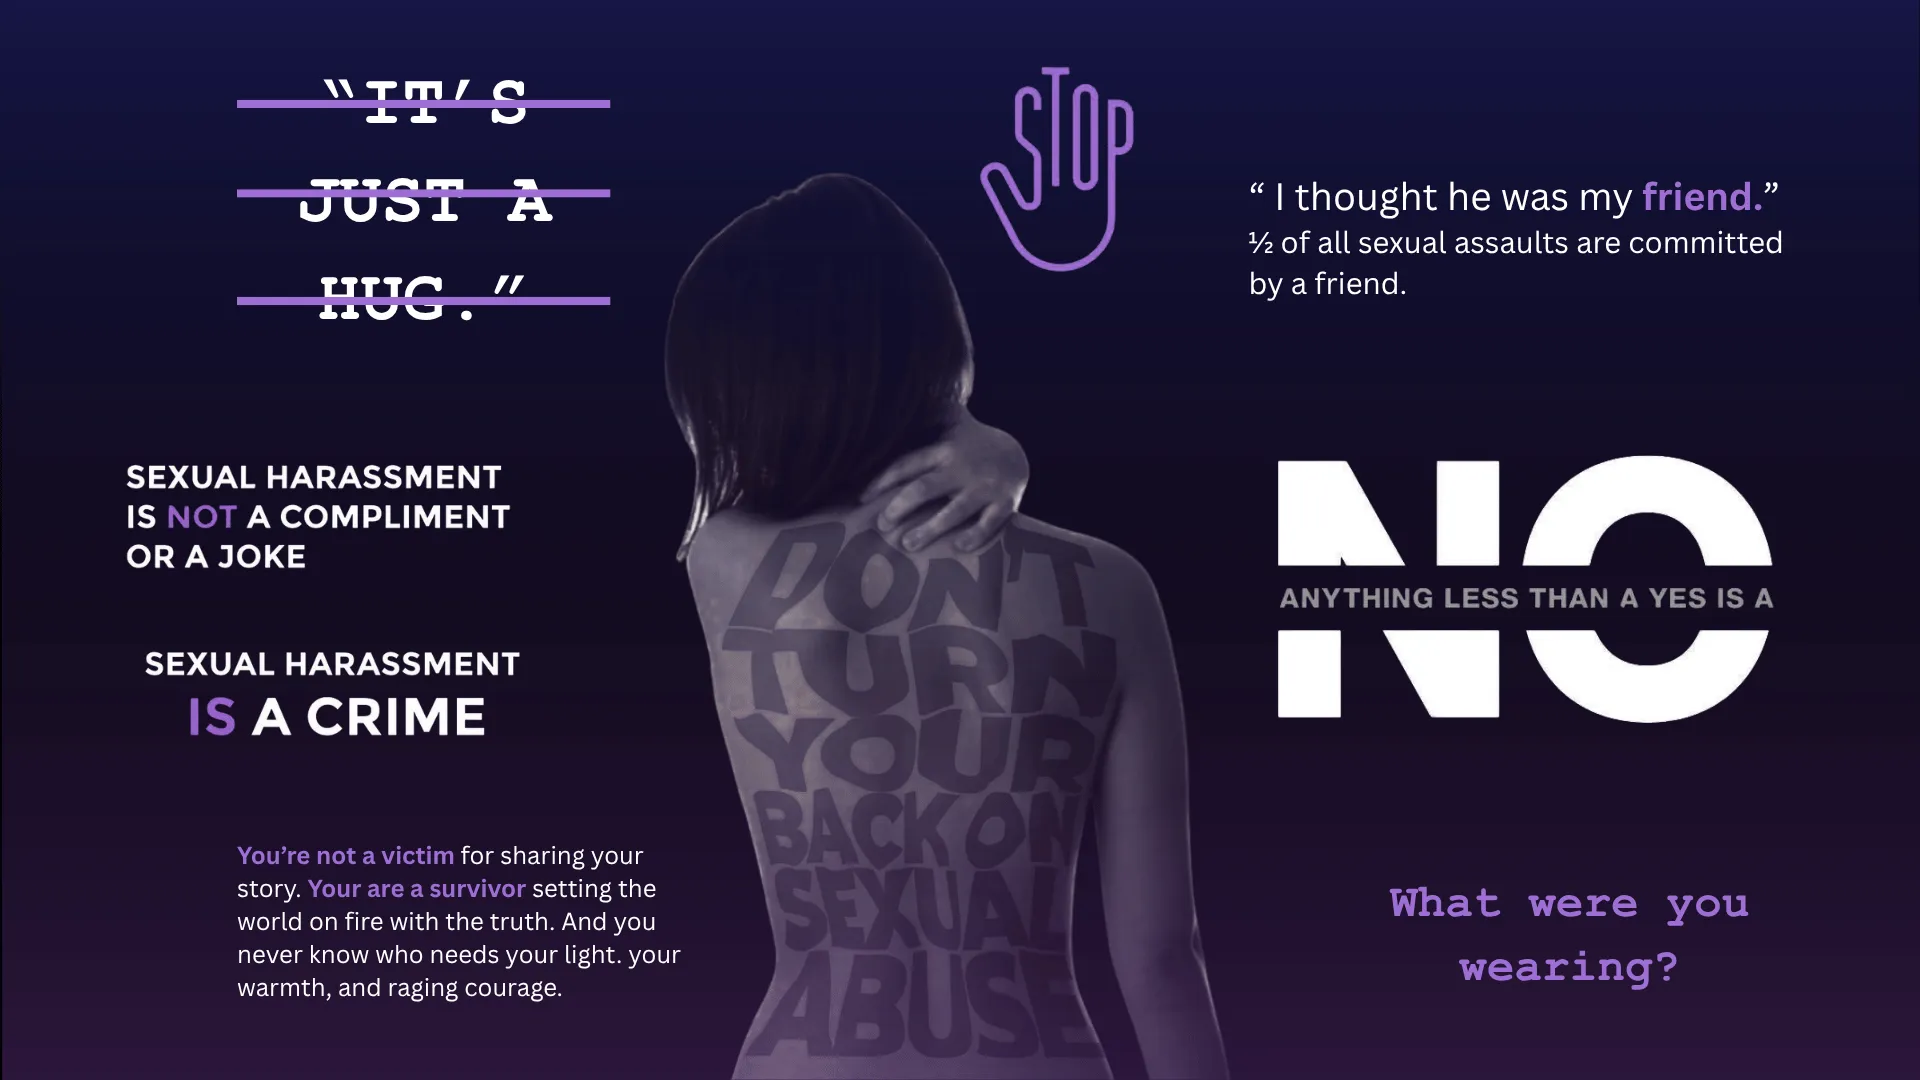 “IT’S
JUST A
HUG.”
STOP
“ I thought he was my friend.”
½ of all sexual assaults are committed
by a friend.
SEXUAL HARASSMENT
IS NOT A COMPLIMENT
OR A JOKE
SEXUAL HARASSMENT
IS A CRIME
You’re not a victim for sharing your
story. Your are a survivor setting the
world on fire with the truth. And you
never know who needs your light. your
warmth, and raging courage.
DON'T
TURN
YOUR
BACK ON
SEXUAL
ABUSE
NO
ANYTHING LESS THAN A YES IS A
What were you
wearing?